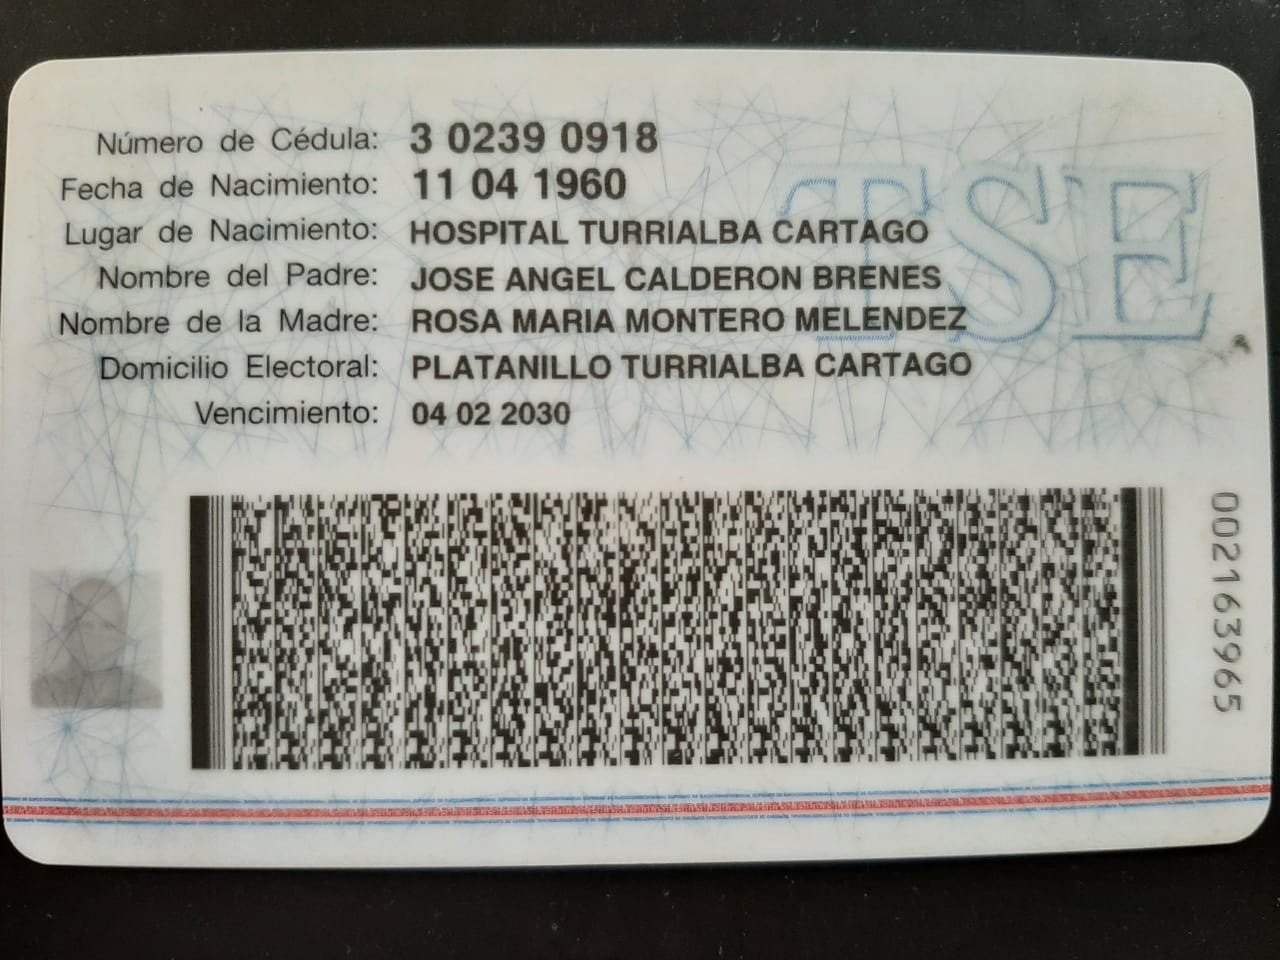 Número de Cédula: 3 0239 0918
Fecha de Nacimiento: 11 04 1960
Lugar de Nacimiento: HOSPITAL TURRIALBA CARTAGO
Nombre del Padre: JOSE ANGEL CALDERON BRENES
Nombre de la Madre: ROSA MARIA MONTERO MELENDEZ
Domicilio Electoral: PLATANILLO TURRIALBA CARTAGO
Vencimiento: 04 02 2030
TSE
002163965